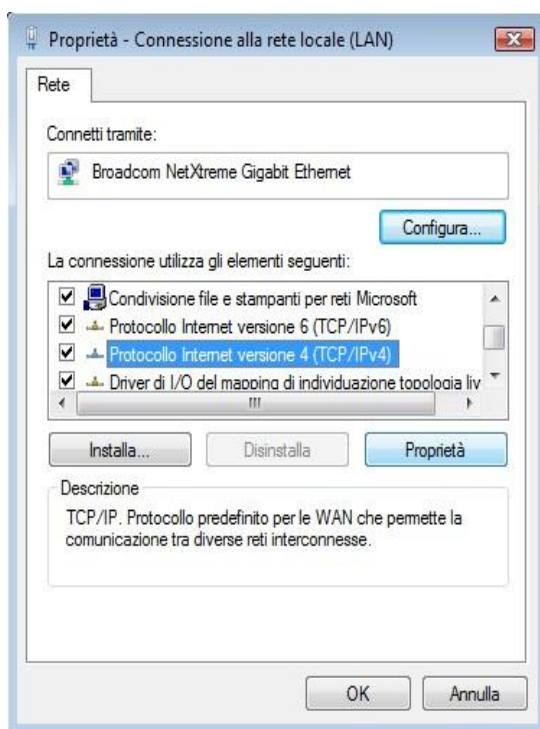 Proprietà - Connessione alla rete locale (LAN)
Rete
Connetti tramite:
Broadcom NetXtreme Gigabit Ethernet
Configura...
La connessione utilizza gli elementi seguenti:
Condivisione file e stampanti per reti Microsoft
Protocollo Internet versione 6 (TCP/IPv6)
Protocollo Internet versione 4 (TCP/IPv4)
Driver di I/O del mapping di individuazione topologia liv
Installa...
Disinstalla
Proprietà
Descrizione
TCP/IP. Protocollo predefinito per le WAN che permette la
comunicazione tra diverse reti interconnesse.
OK
Annulla